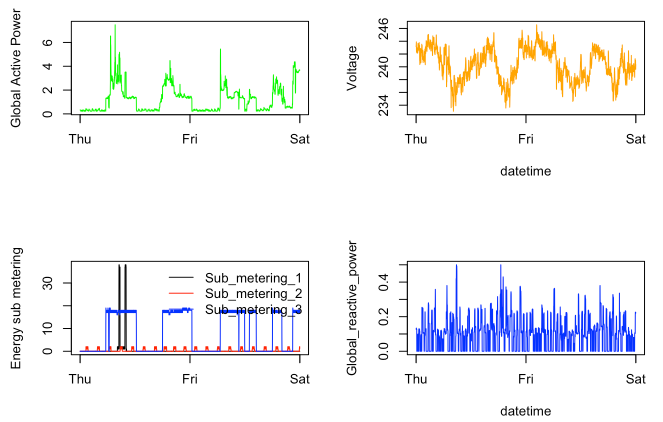 Global Active Power
0 2 4 6
Thu Fri Sat
Voltage
234 240 246
Thu Fri Sat
datetime
Energy sub metering
0 10 30
Sub_metering_1
Sub_metering_2
Sub_metering_3
Thu Fri Sat
Global_reactive_power
0.0 0.2 0.4
Thu Fri Sat
datetime